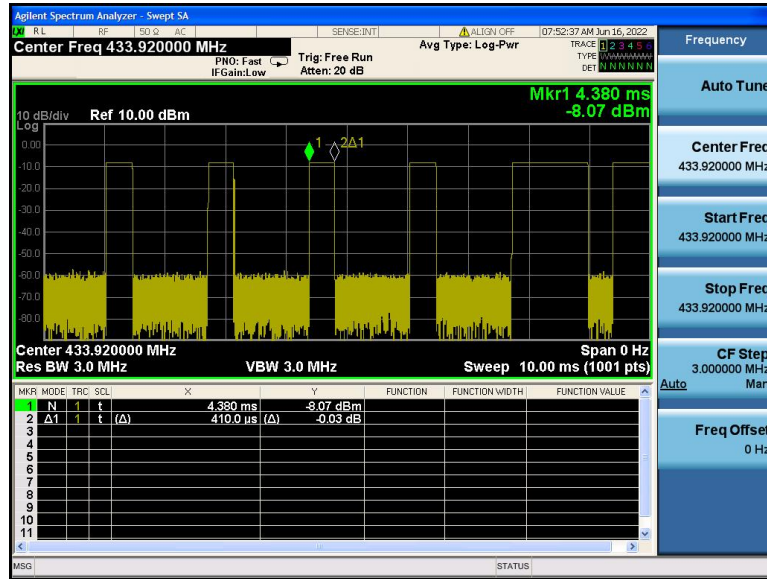 Agilent Spectrum Analyzer - Swept SA
LXI RL RF 50 Ω AC SENSE:INT ALIGN OFF 07:52:37 AM Jun 16, 2022
Center Freq 433.920000 MHz
Avg Type: Log-Pwr
TRACE 1 2 3 4 5 6
PNO: Fast Trig: Free Run
TYPE
IFGain:Low Atten: 20 dB
DET N N N N N N
Mkr1 4.380 ms
-8.07 dBm
10 dB/div Ref 10.00 dBm
Log
1 2Δ1
0.00
-10.0
-20.0
-30.0
-40.0
-50.0
-60.0
-70.0
-80.0
Center 433.920000 MHz Span 0 Hz
Res BW 3.0 MHz VBW 3.0 MHz Sweep 10.00 ms (1001 pts)
MKR MODE TRC SCL X Y FUNCTION FUNCTION WIDTH FUNCTION VALUE
1 N 1 t 4.380 ms -8.07 dBm
2 Δ1 1 t (Δ) 410.0 µs (Δ) -0.03 dB
3
4
5
6
7
8
9
10
11
MSG STATUS
Frequency
Auto Tune
Center Freq
433.920000 MHz
Start Freq
433.920000 MHz
Stop Freq
433.920000 MHz
CF Step
3.000000 MHz
Auto Man
Freq Offset
0 Hz